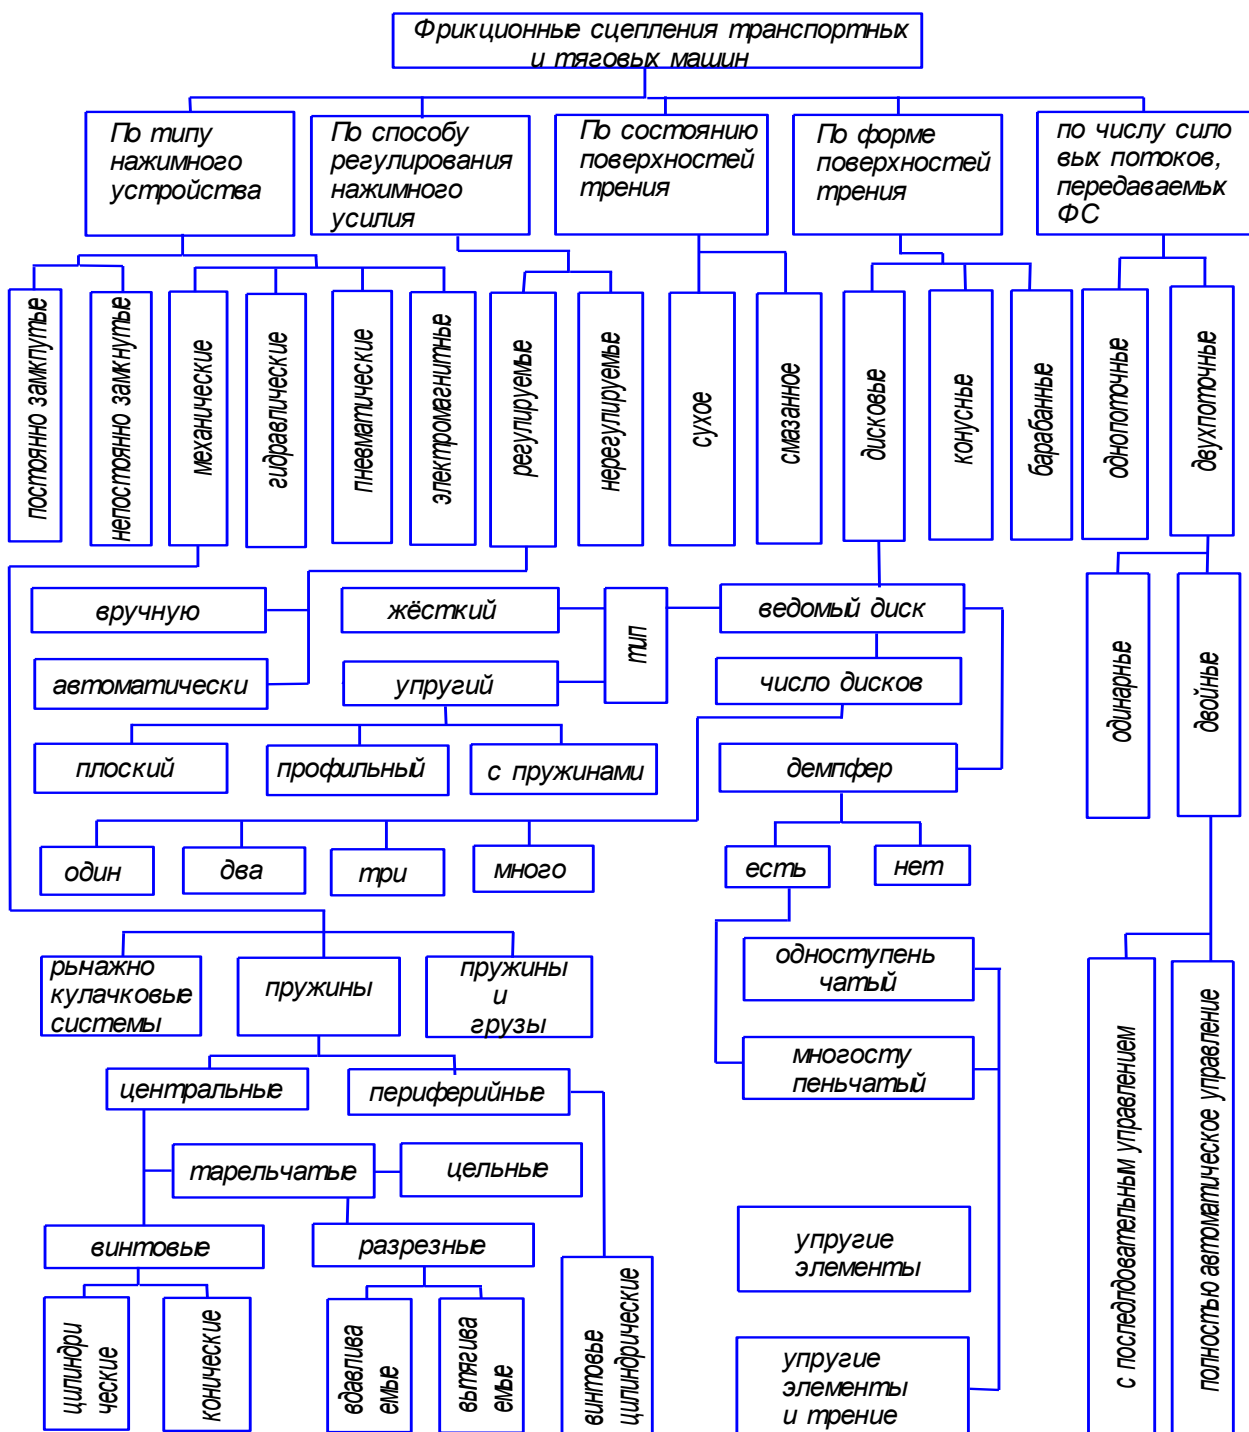 Фрикционные сцепления транспортных
и тяговых машин
По типу
нажимного
устройства
По способу
регулирования
нажимного
усилия
По состоянию
поверхностей
трения
По форме
поверхностей
трения
по числу сило
вых потоков,
передаваемых
ФС
постоянно замкпутые
непостоянно замкнутые
механические
гидравлические
пневматические
электромагнитные
регулируемые
нерегулируемые
сухое
смазанное
дисковые
конусные
барабанные
однопоточные
двухпоточные
вручную
жёсткий
тип
ведомый диск
одинарные
двойные
автоматически
упругий
число дисков
плоский
профильный
с пружинами
демпфер
один
два
три
много
есть
нет
рычажно
кулачковые
системы
пружины
пружины
и
грузы
одноступень
чатый
с последдовательным управлением
полностью автоматическое управление
центральные
периферийные
многосту
пеньчатый
тарельчатые
цельные
винтовые
разрезные
упругие
элементы
цилиндри
ческие
конические
вдавлива
емые
вытягива
емые
винтовые
цилиндрические
упругие
элементы
и трение